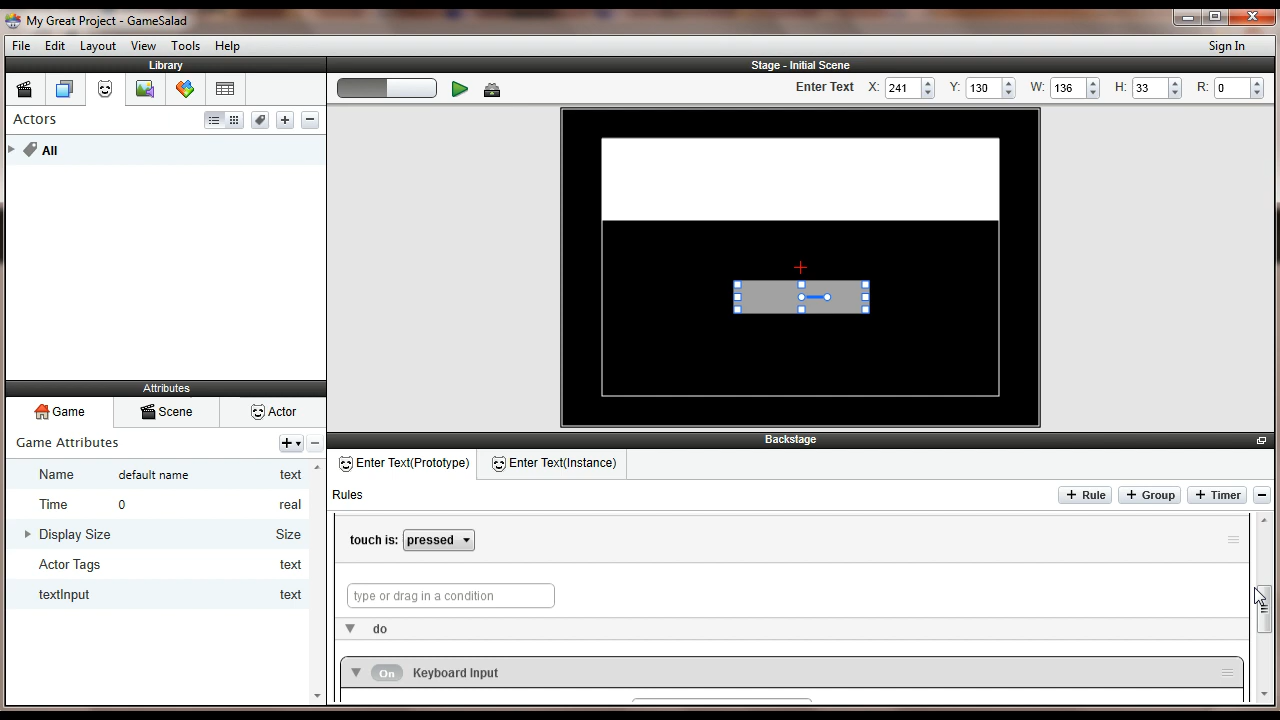 My Great Project - GameSalad
File Edit Layout View Tools Help Sign In
Library
Stage - Initial Scene
Enter Text X: 241 Y: 130 W: 136 H: 33 R: 0
Actors
All
Attributes
Game Scene Actor
Game Attributes
Name default name text
Time 0 real
Display Size Size
Actor Tags text
textInput text
Backstage
Enter Text(Prototype) Enter Text(Instance)
Rules + Rule + Group + Timer
touch is: pressed
type or drag in a condition
do
On Keyboard Input